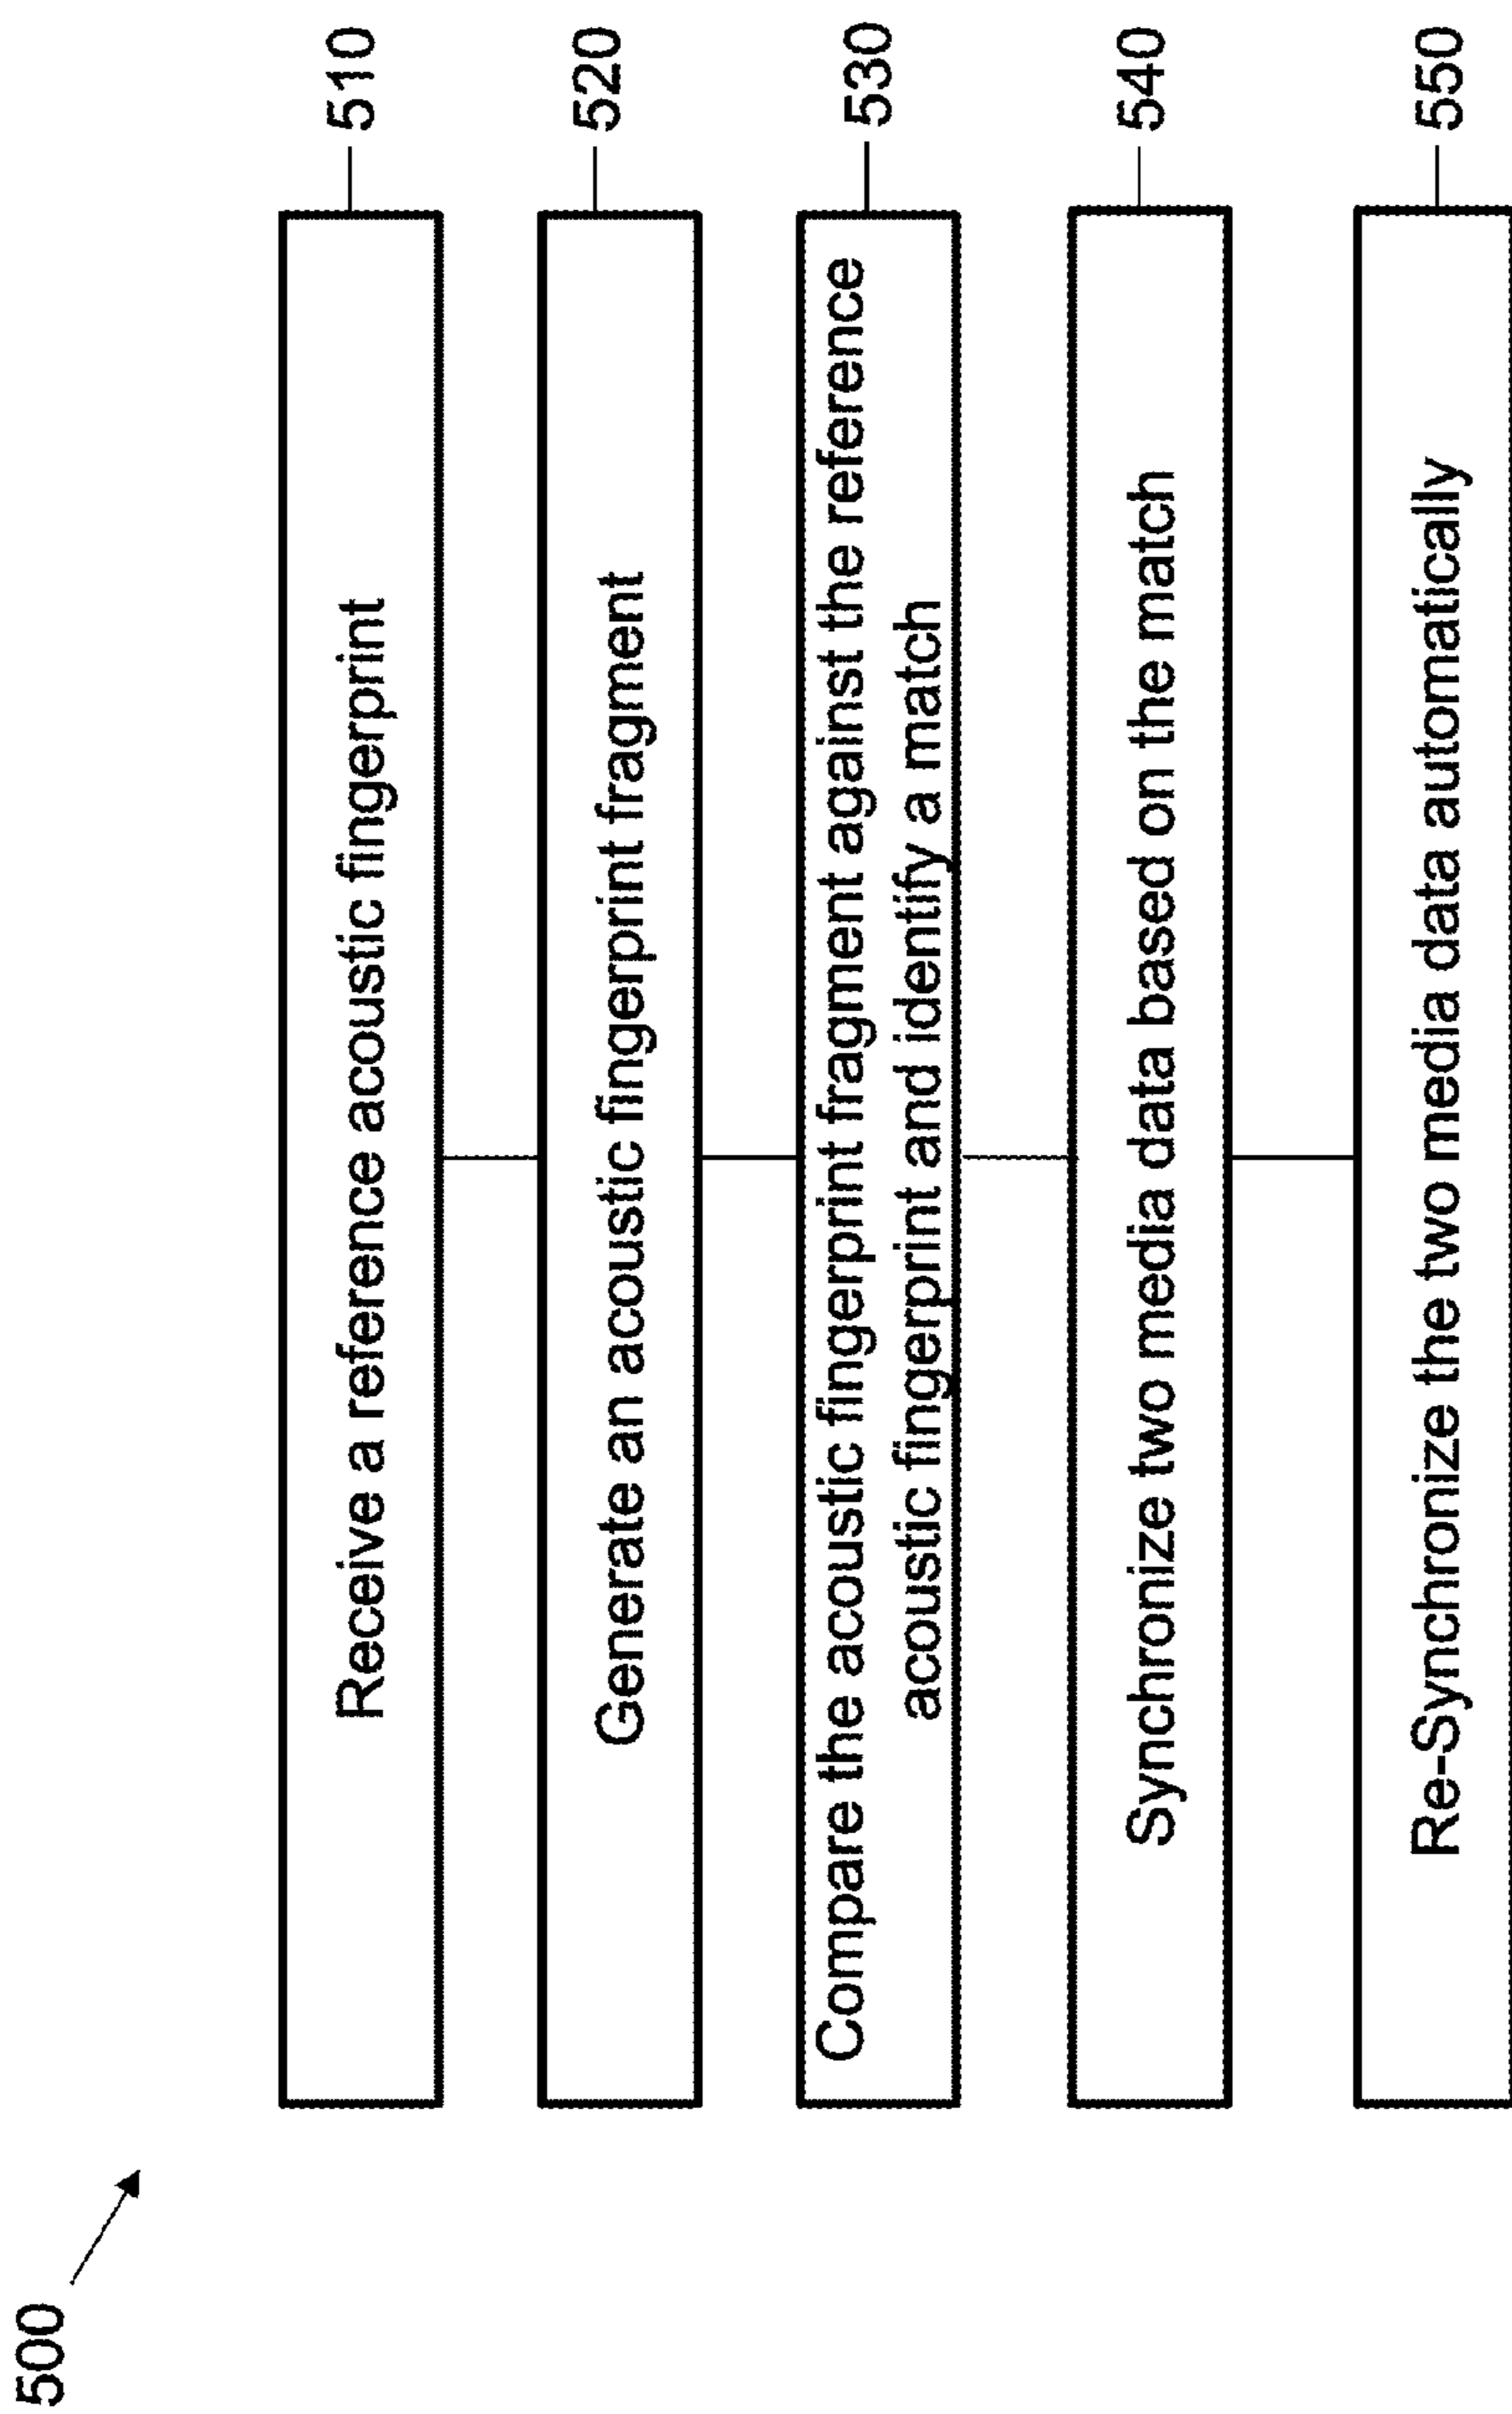 500
Receive a reference acoustic fingerprint
510
Generate an acoustic fingerprint fragment
520
Compare the acoustic fingerprint fragment against the reference
acoustic fingerprint and identify a match
530
Synchronize two media data based on the match
540
Re-Synchronize the two media data automatically
550